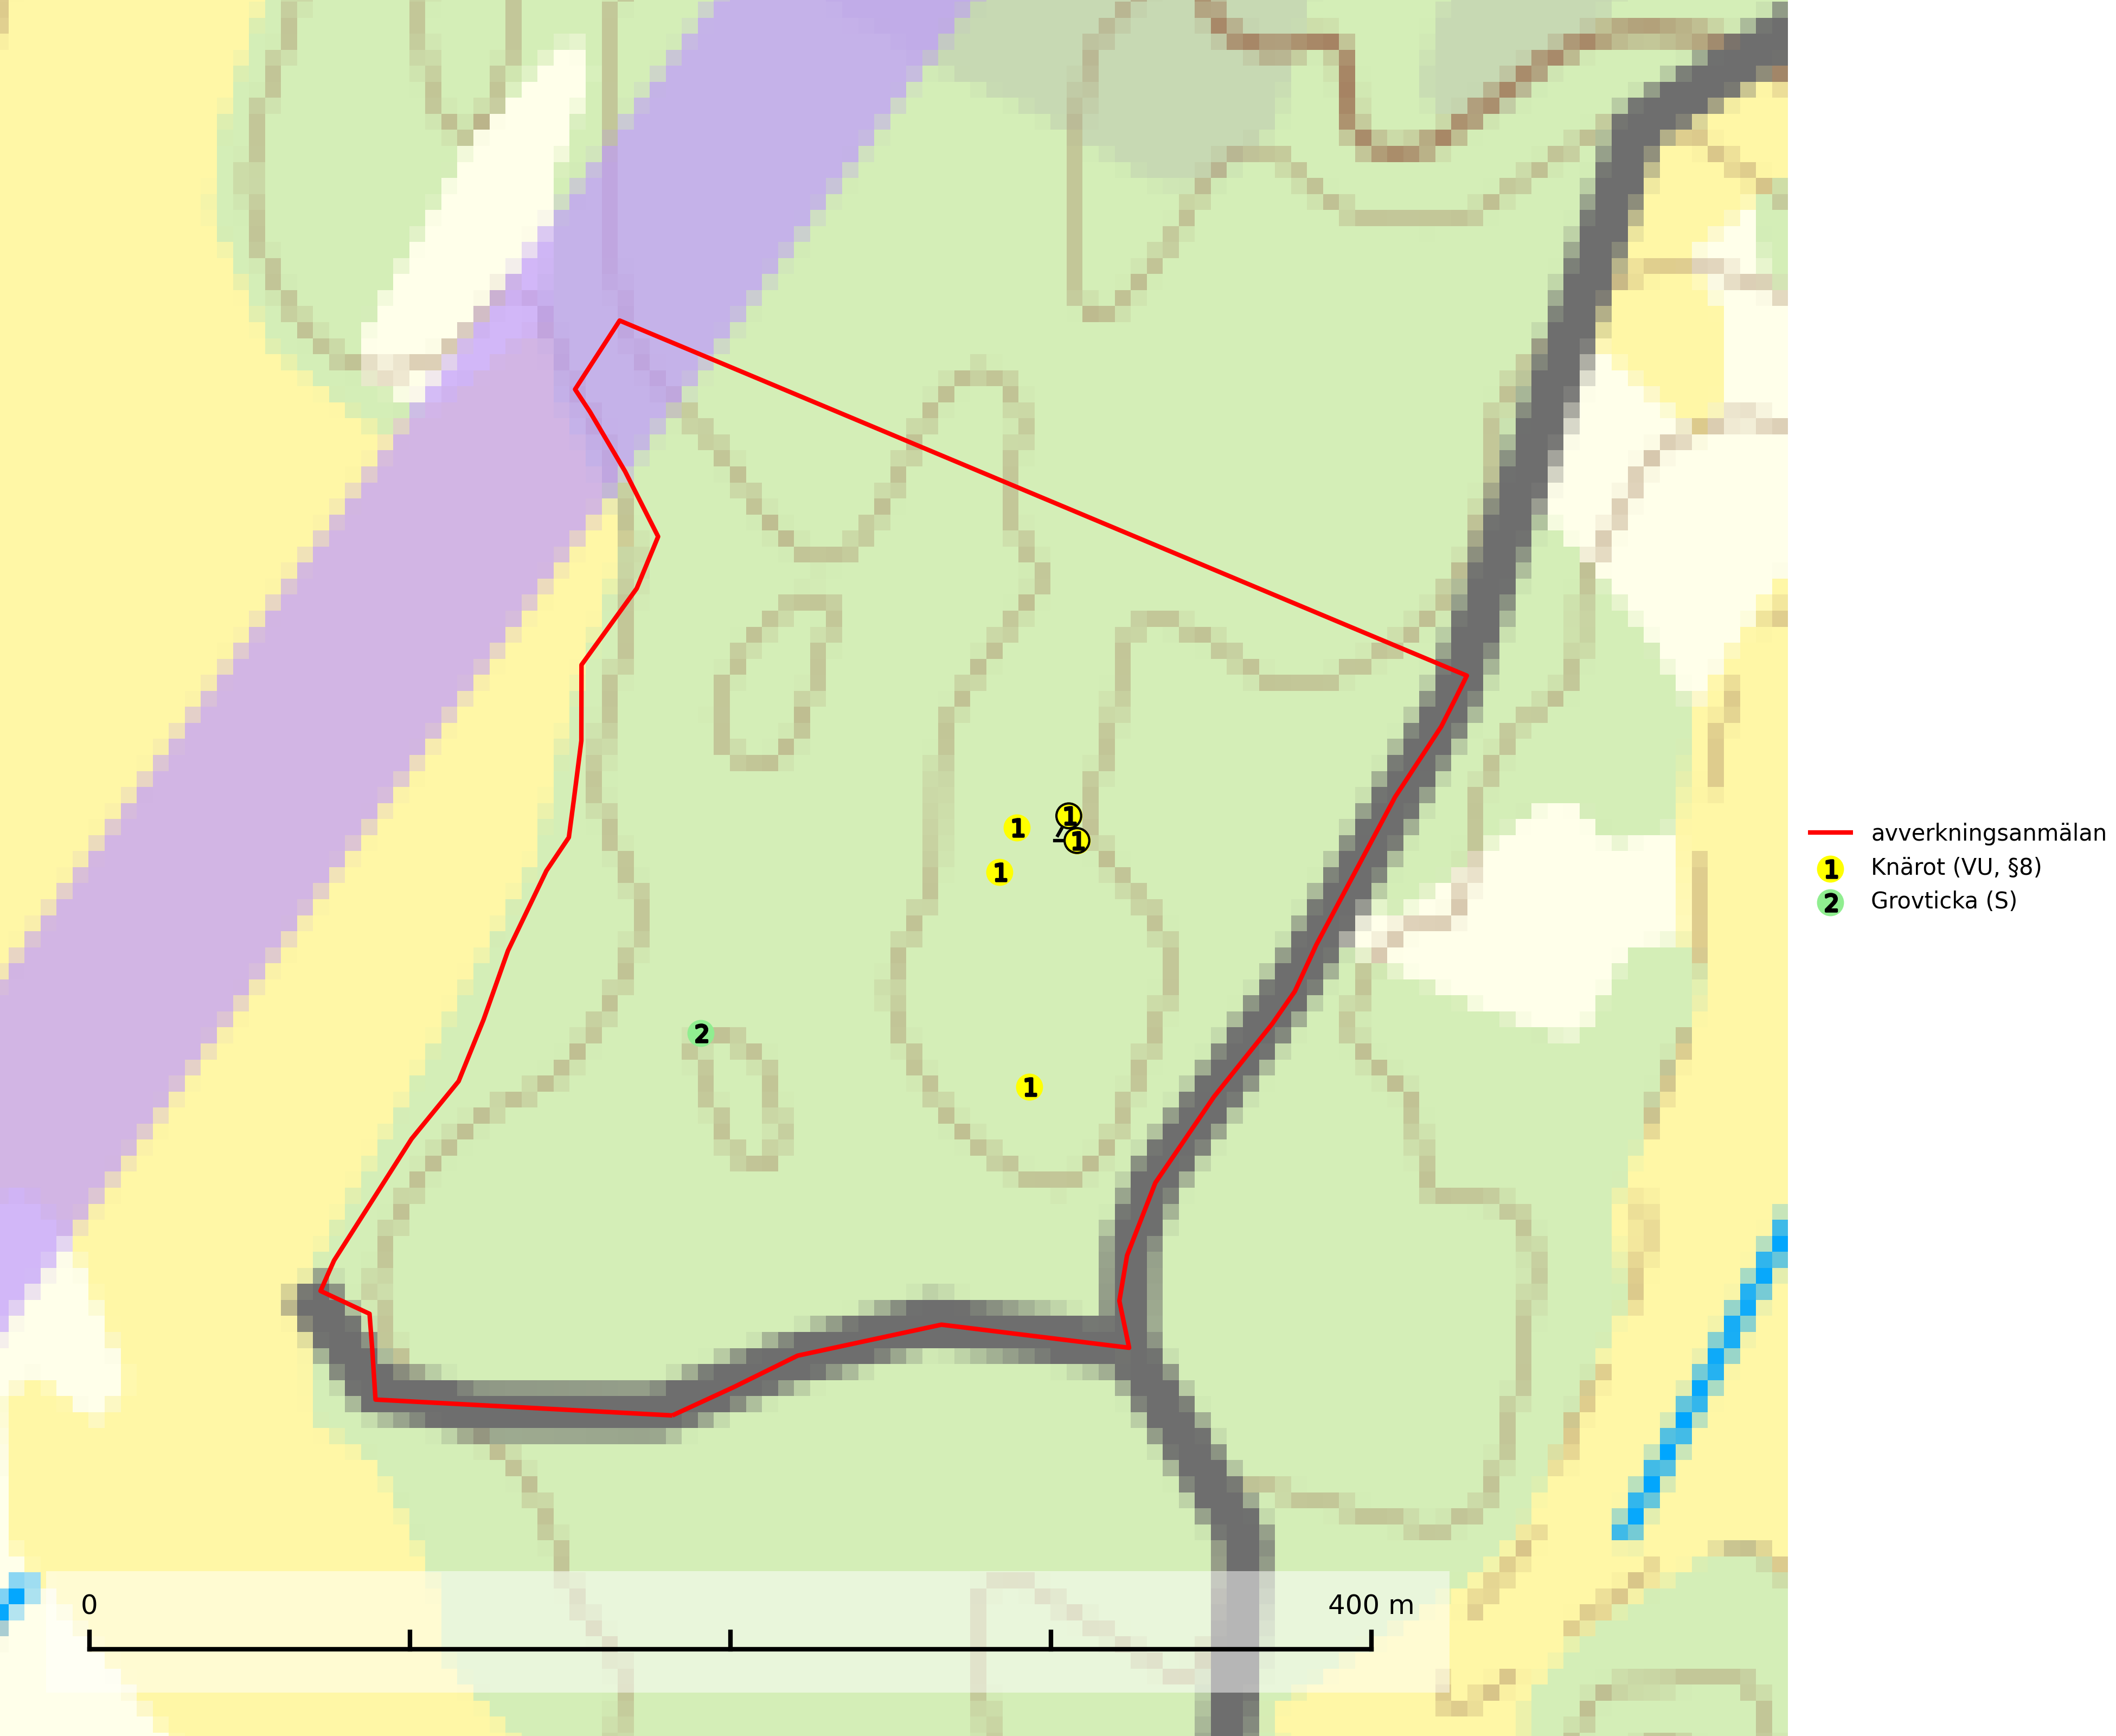 1
1
1
1
2
1
avverkningsanmälan
1 Knärot (VU, §8)
2 Grovticka (S)
0 400 m